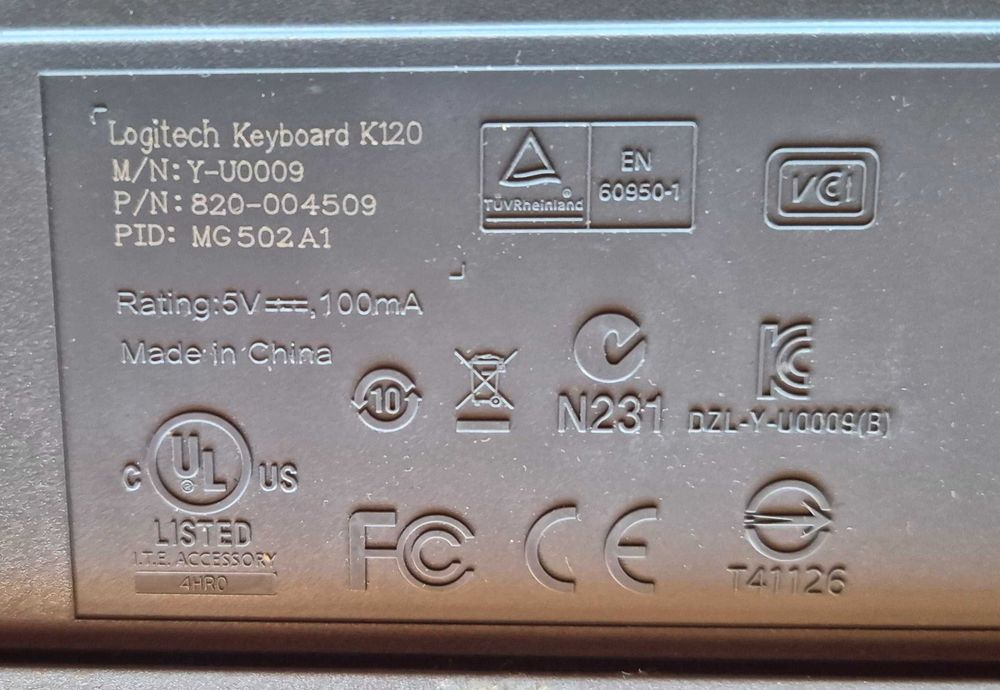 Logitech Keyboard K120
M/N: Y-U0009
P/N: 820-004509
PID: MG502A1
Rating:5V⎓,100mA
Made in China
TÜVRheinland®
EN
60950-1
VCI
10
N231
KC
DZL-Y-U0009(B)
C UL® US
LISTED
I.T.E. ACCESSORY
4HR0
FC
CE
T41126